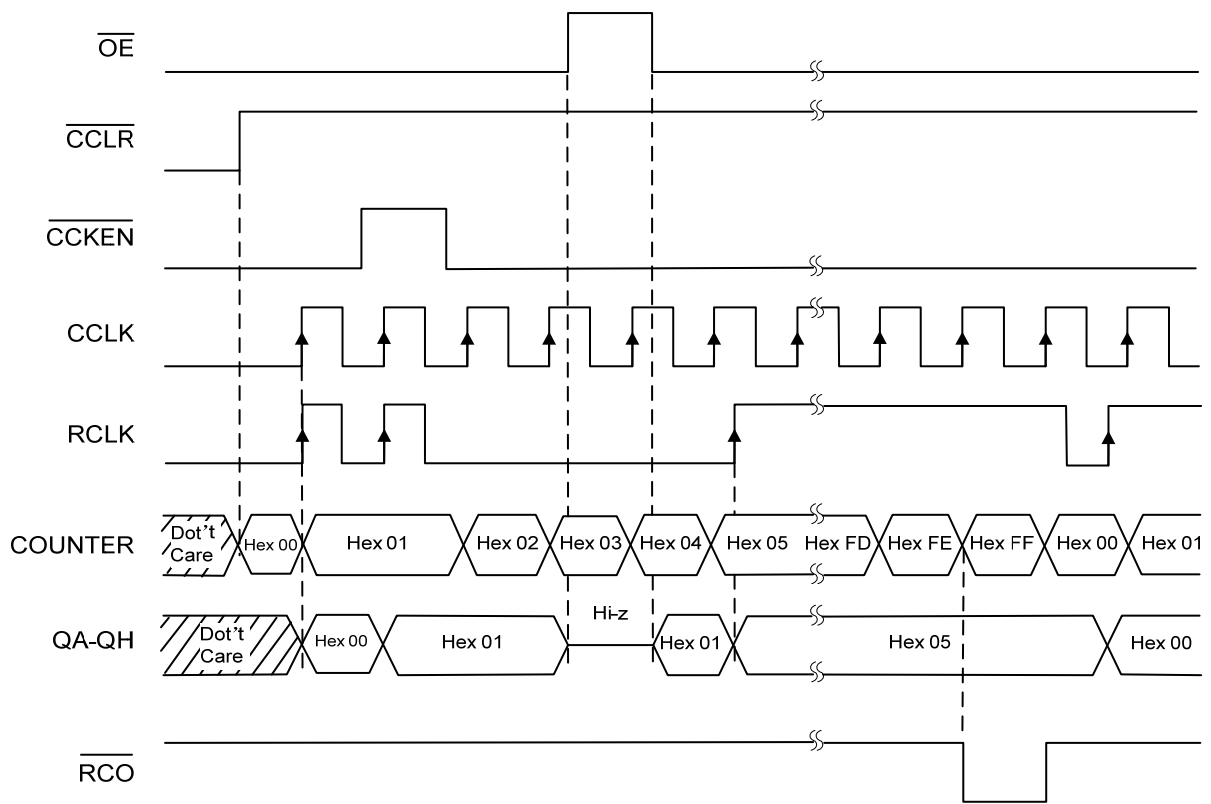 OE
CCLR
CCKEN
CCLK
RCLK
COUNTER
Dot't
Care
Hex 00
Hex 01
Hex 02
Hex 03
Hex 04
Hex 05
Hex FD
Hex FE
Hex FF
Hex 00
Hex 01
QA-QH
Dot't
Care
Hex 00
Hex 01
Hi-z
Hex 01
Hex 05
Hex 00
RCO